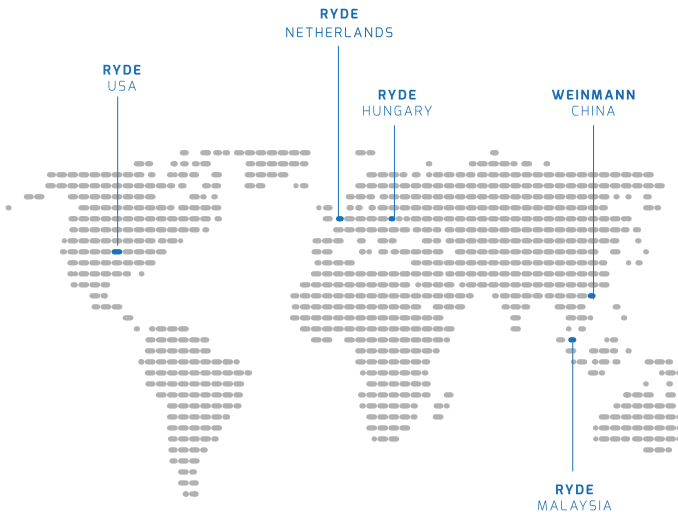 RYDE
NETHERLANDS
RYDE
USA
RYDE
HUNGARY
WEINMANN
CHINA
RYDE
MALAYSIA